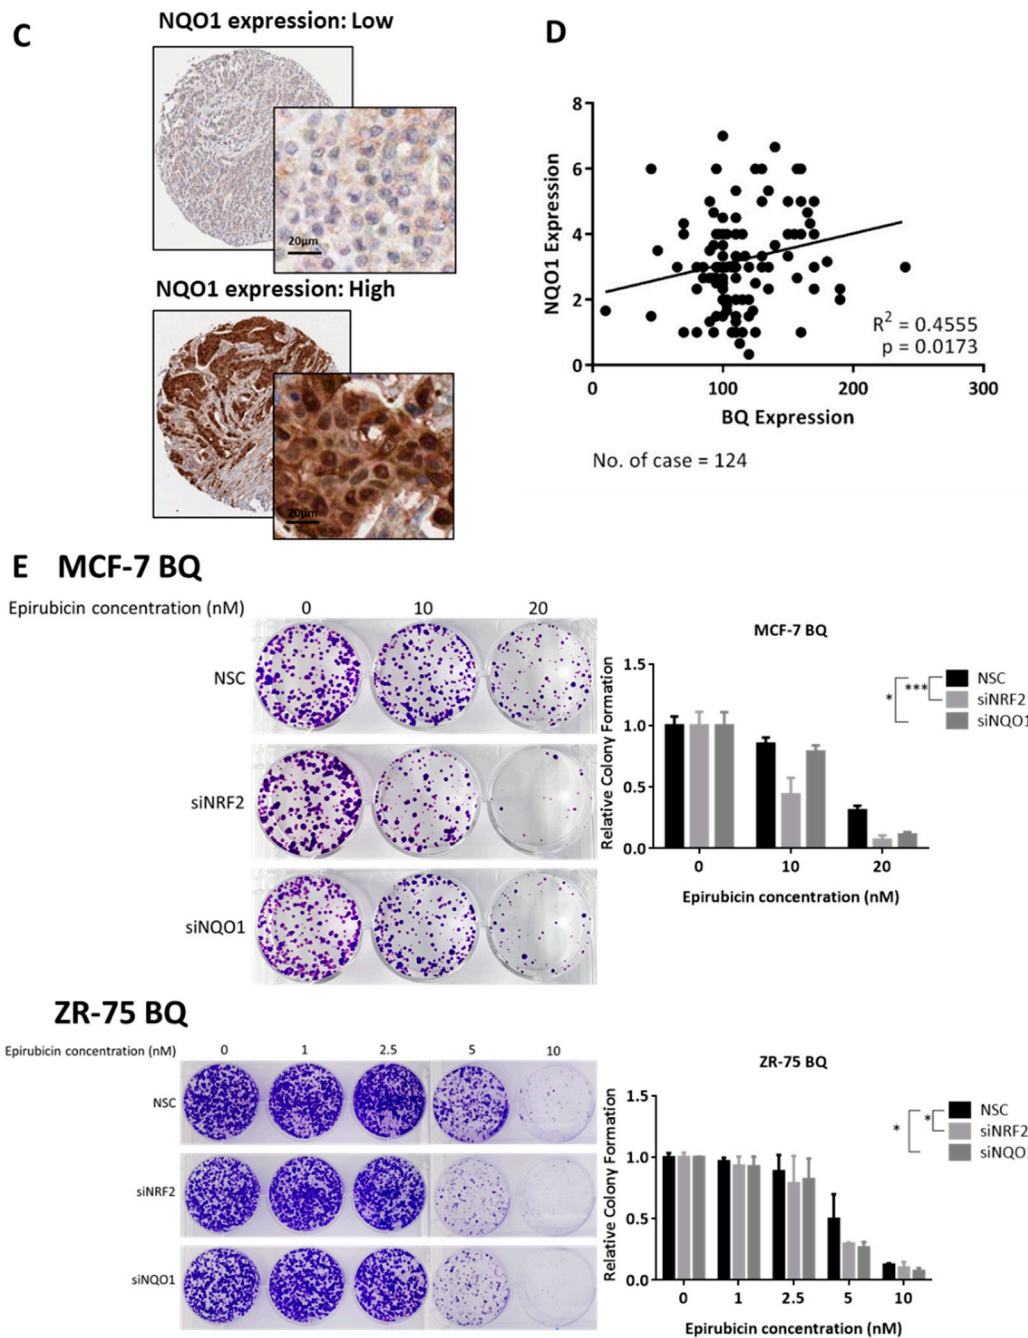 C
NQO1 expression: Low
20μm
NQO1 expression: High
20μm
D
NQO1 Expression
8
6
4
2
0
R² = 0.4555
p = 0.0173
0
100
200
300
BQ Expression
No. of case = 124
E MCF-7 BQ
Epirubicin concentration (nM) 0 10 20
NSC
siNRF2
siNQO1
MCF-7 BQ
Relative Colony Formation
1.5
1.0
0.5
0.0
0 10 20
Epirubicin concentration (nM)
* ***
NSC
siNRF2
siNQO1
ZR-75 BQ
Epirubicin concentration (nM) 0 1 2.5 5 10
NSC
siNRF2
siNQO1
ZR-75 BQ
Relative Colony Formation
1.5
1.0
0.5
0.0
0 1 2.5 5 10
Epirubicin concentration (nM)
* *
NSC
siNRF2
siNQO